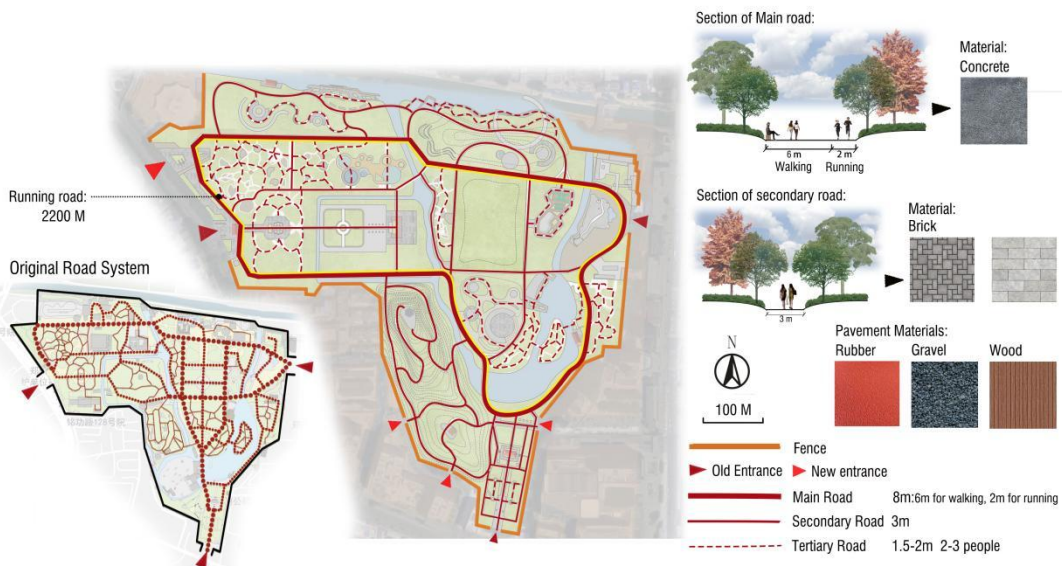 Section of Main road:
Material:
Concrete
6 m
2 m
Walking
Running
Running road:
2200 M
Section of secondary road:
Material:
Brick
3 m
Original Road System
Pavement Materials:
Rubber
Gravel
Wood
N
100 M
Fence
Old Entrance
New entrance
Main Road
8m:6m for walking, 2m for running
Secondary Road
3m
Tertiary Road
1.5-2m 2-3 people